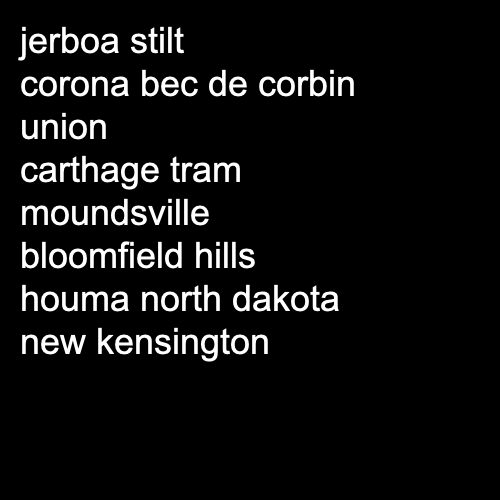 jerboa stilt
corona bec de corbin
union
carthage tram
moundsville
bloomfield hills
houma north dakota
new kensington